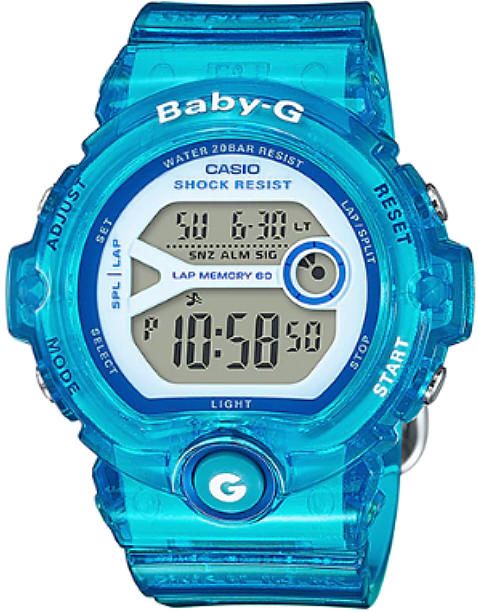 Baby-G
WATER 20BAR RESIST
CASIO
SHOCK RESIST
ADJUST
RESET
SET
LAP/SPLIT
SU 6-30 LT
SNZ ALM SIG
SPL | LAP
LAP MEMORY 60
P 10:58 50
SELECT
STOP
MODE
START
LIGHT
G